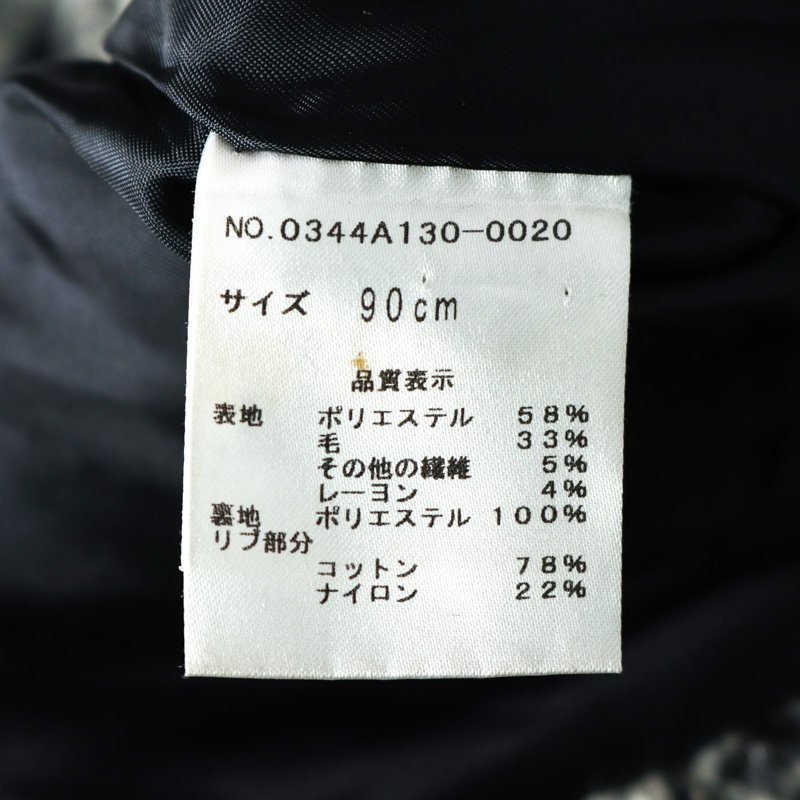 NO.0344A130-0020
サイズ 90cm
品質表示
表地 ポリエステル 58%
毛 33%
その他の繊維 5%
レーヨン 4%
裏地 ポリエステル 100%
リブ部分
コットン 78%
ナイロン 22%